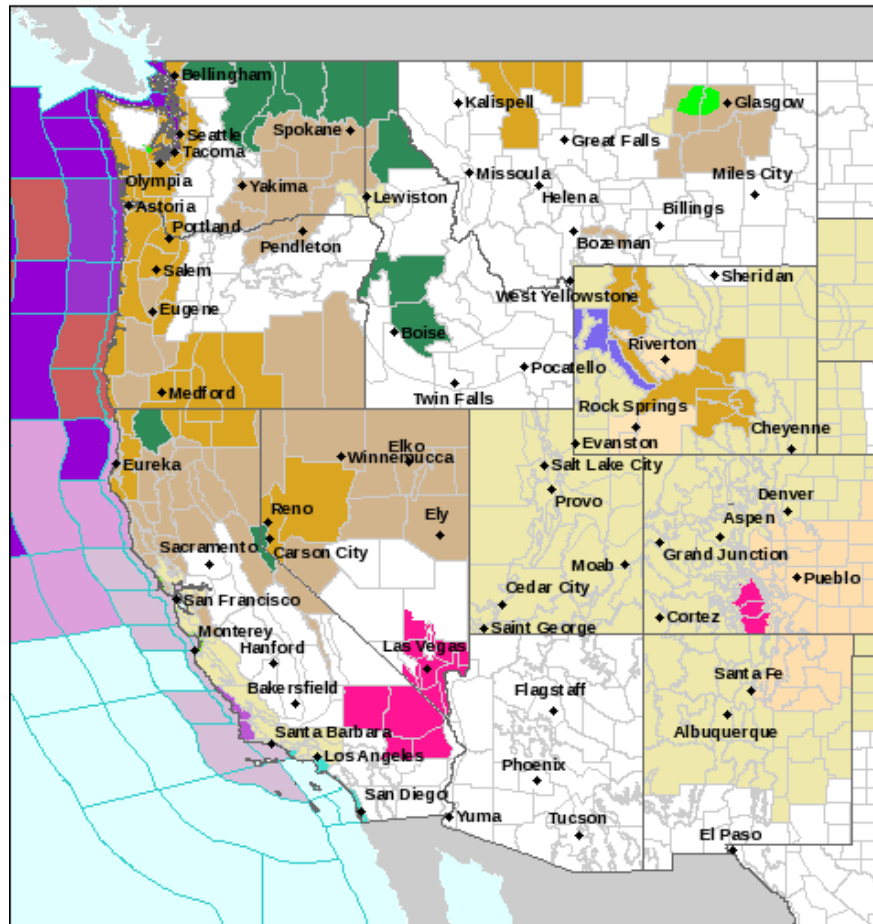 Bellingham
Kalispell
Glasgow
Seattle
Spokane
Great Falls
Tacoma
Missoula
Miles City
Olympia
Yakima
Lewiston
Helena
Astoria
Billings
Portland
Pendleton
Bozeman
Salem
Sheridan
West Yellowstone
Eugene
Boise
Riverton
Pocatello
Medford
Twin Falls
Rock Springs
Cheyenne
Elko
Evanston
Winnemucca
Eureka
Salt Lake City
Provo
Denver
Reno
Ely
Aspen
Sacramento
Carson City
Grand Junction
Moab
Pueblo
San Francisco
Cedar City
Cortez
Monterey
Saint George
Hanford
Las Vegas
Santa Fe
Bakersfield
Flagstaff
Albuquerque
Santa Barbara
Los Angeles
Phoenix
San Diego
Yuma
Tucson
El Paso